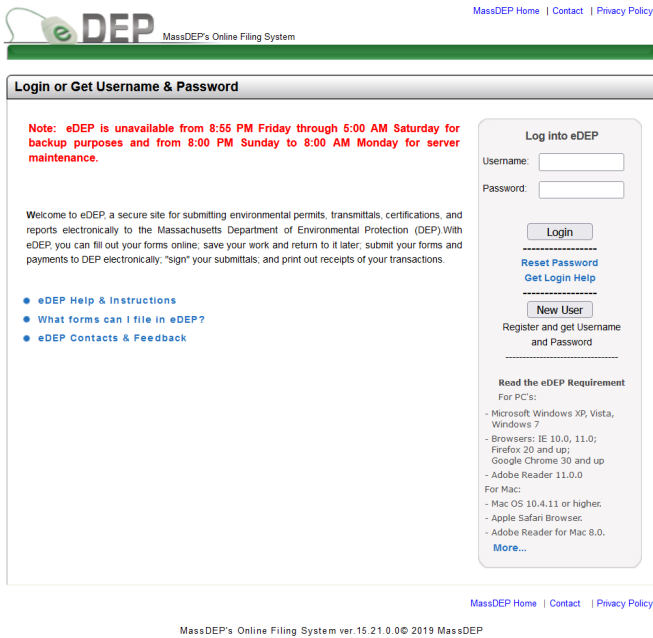 MassDEP Home | Contact | Privacy Policy
eDEP MassDEP's Online Filing System
Login or Get Username & Password
Note: eDEP is unavailable from 8:55 PM Friday through 5:00 AM Saturday for
backup purposes and from 8:00 PM Sunday to 8:00 AM Monday for server
maintenance.
Welcome to eDEP, a secure site for submitting environmental permits, transmittals, certifications, and
reports electronically to the Massachusetts Department of Environmental Protection (DEP).With
eDEP, you can fill out your forms online; save your work and return to it later; submit your forms and
payments to DEP electronically; "sign" your submittals; and print out receipts of your transactions.
eDEP Help & Instructions
What forms can I file in eDEP?
eDEP Contacts & Feedback
Log into eDEP
Username:
Password:
Login
-----------------
Reset Password
Get Login Help
-----------------
New User
Register and get Username
and Password
---------------------------------
Read the eDEP Requirement
For PC's:
- Microsoft Windows XP, Vista,
Windows 7
- Browsers: IE 10.0, 11.0;
Firefox 20 and up;
Google Chrome 30 and up
- Adobe Reader 11.0.0
For Mac:
- Mac OS 10.4.11 or higher.
- Apple Safari Browser.
- Adobe Reader for Mac 8.0.
More...
MassDEP Home | Contact | Privacy Policy
MassDEP's Online Filing System ver.15.21.0.0© 2019 MassDEP